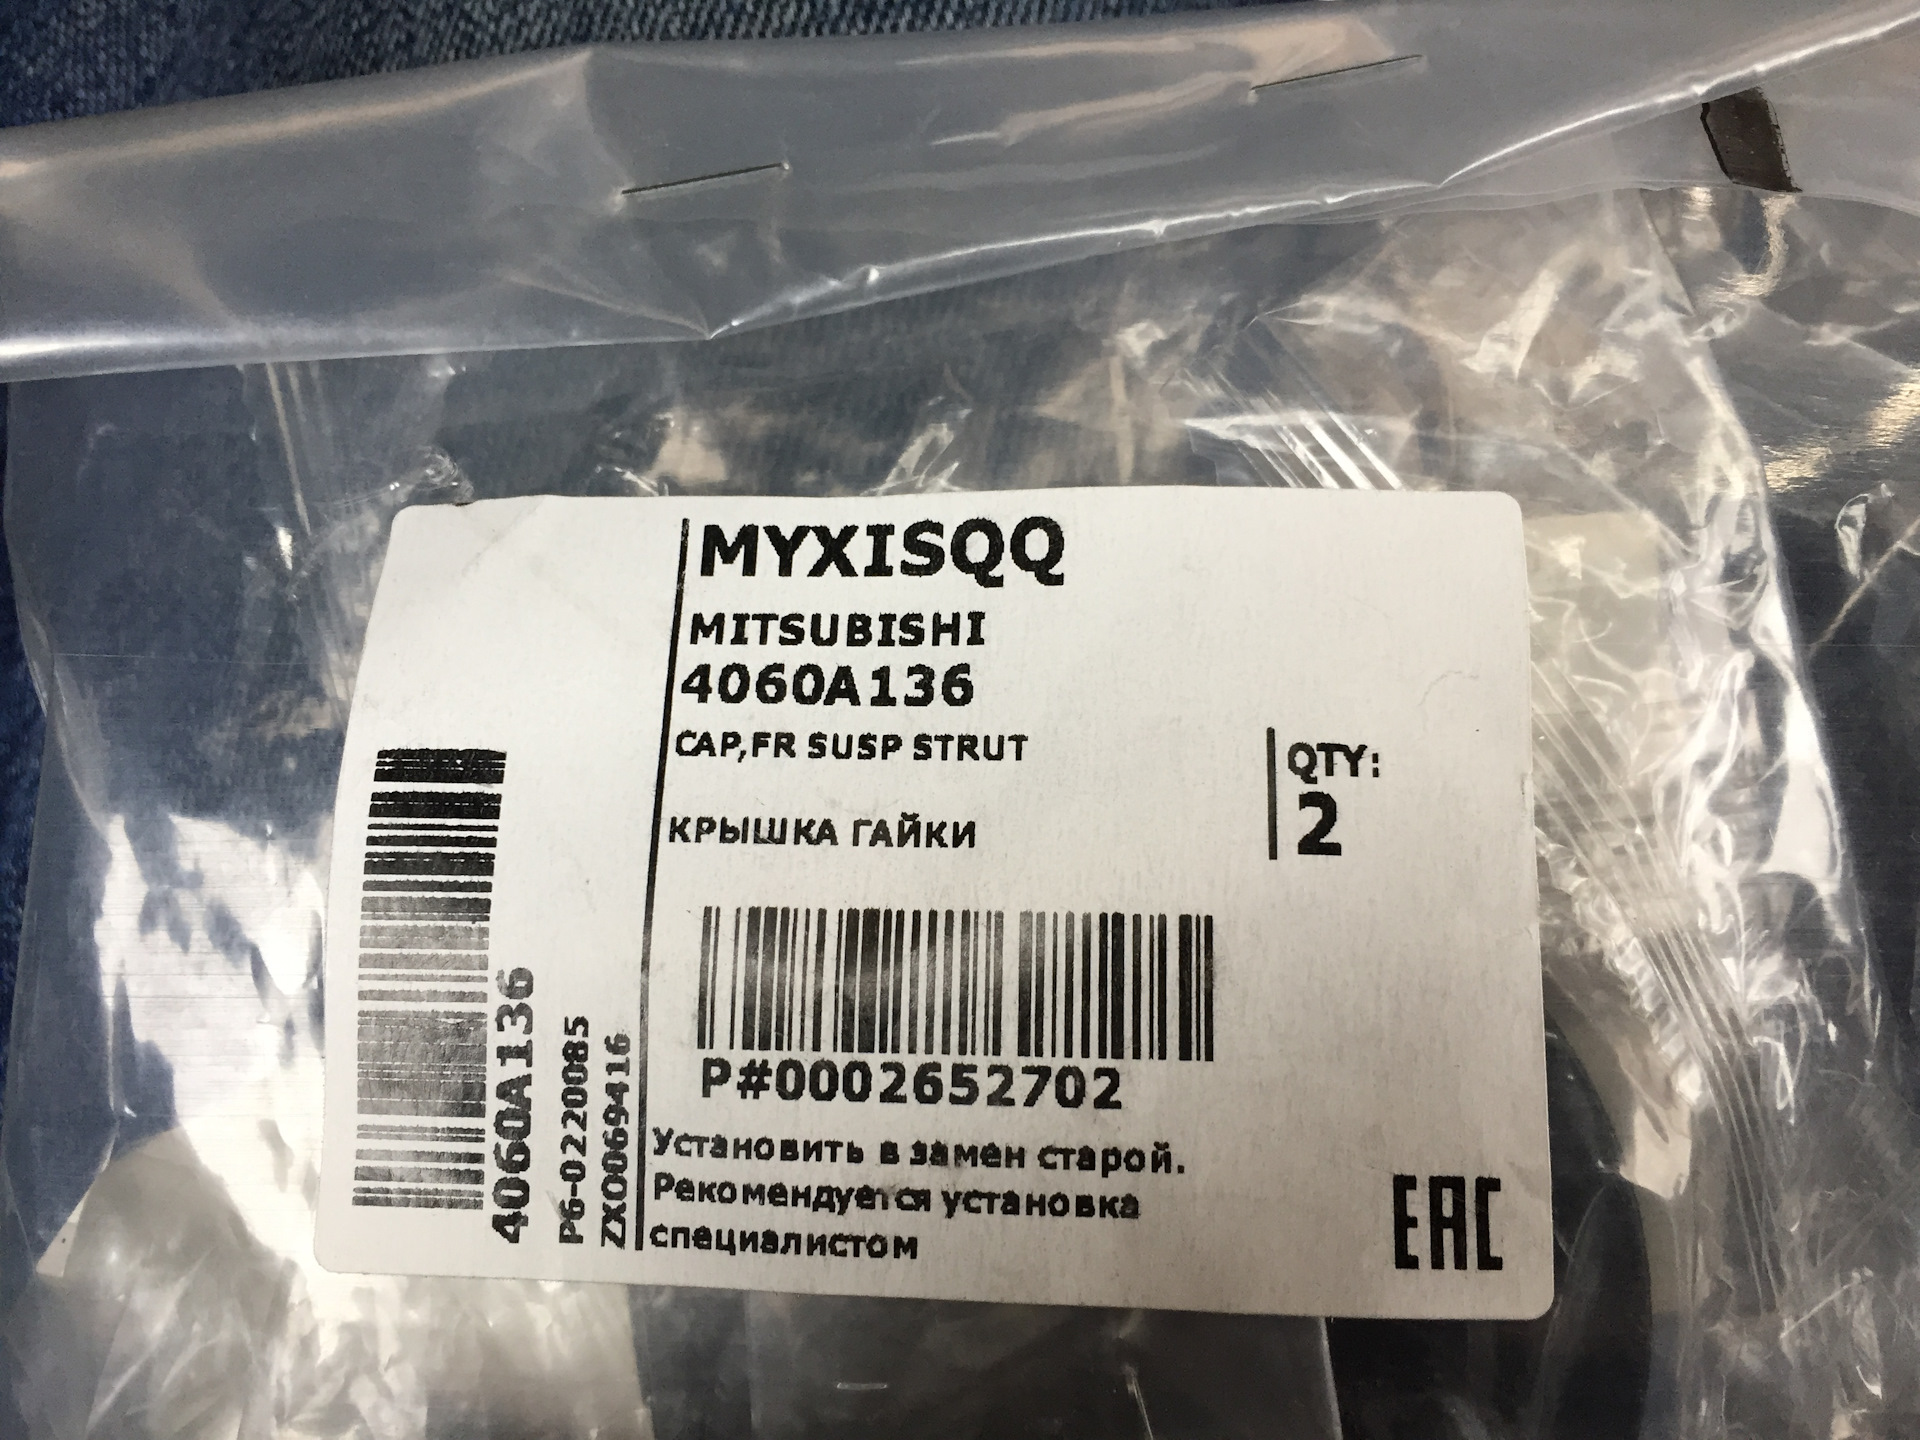 MYXISQQ
MITSUBISHI
4060A136
CAP,FR SUSP STRUT
QTY:
2
КРЫШКА ГАЙКИ
P#0002652702
Установить в замен старой.
Рекомендуется установка
специалистом
EAC
4060A136
P6-0220085
ZX0069416